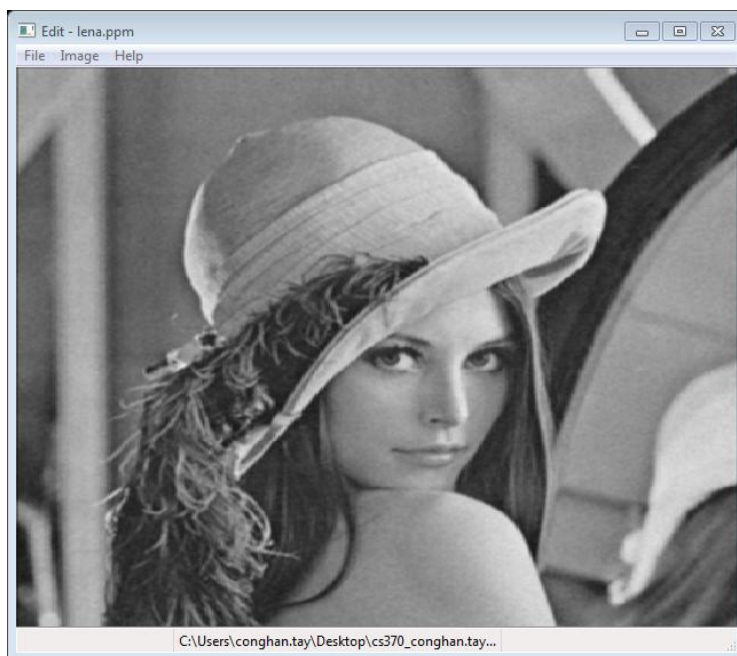 Edit - lena.ppm
File Image Help
C:\Users\conghan.tay\Desktop\cs370_conghan.tay...